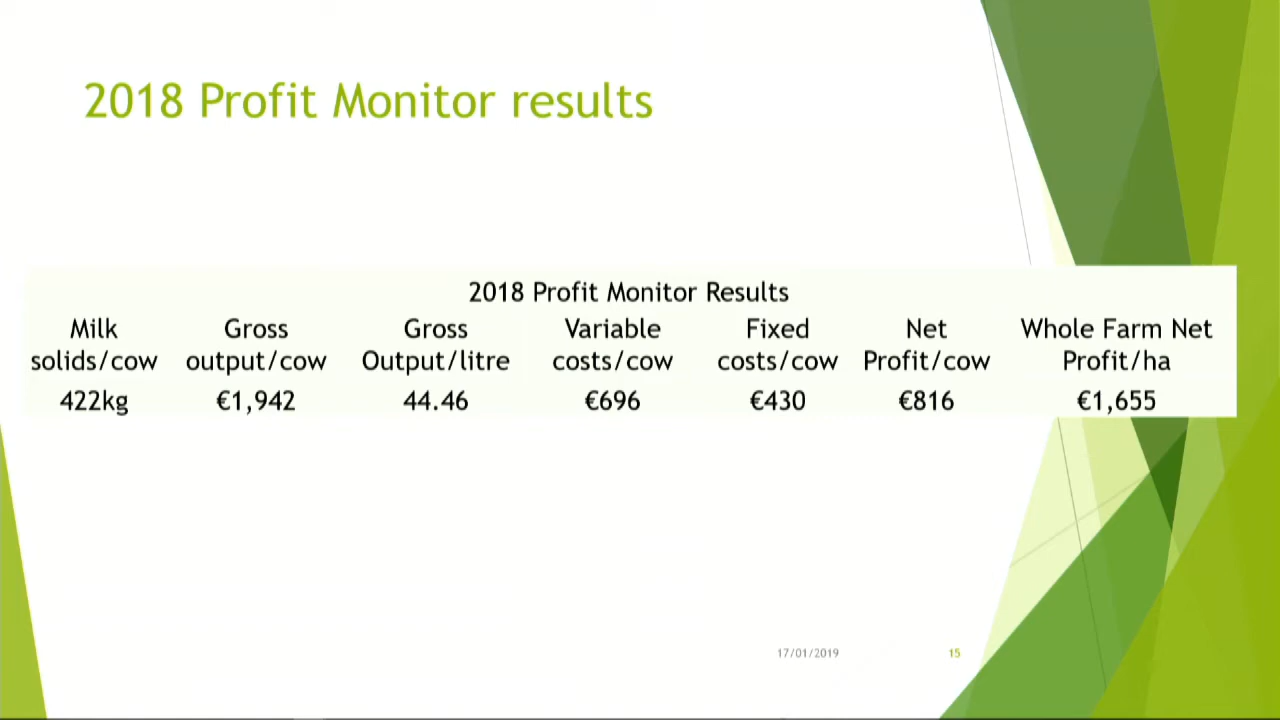 2018 Profit Monitor results
2018 Profit Monitor Results
Milk solids/cow Gross output/cow Gross Output/litre Variable costs/cow Fixed costs/cow Net Profit/cow Whole Farm Net Profit/ha
422kg €1,942 44.46 €696 €430 €816 €1,655
17/01/2019 15